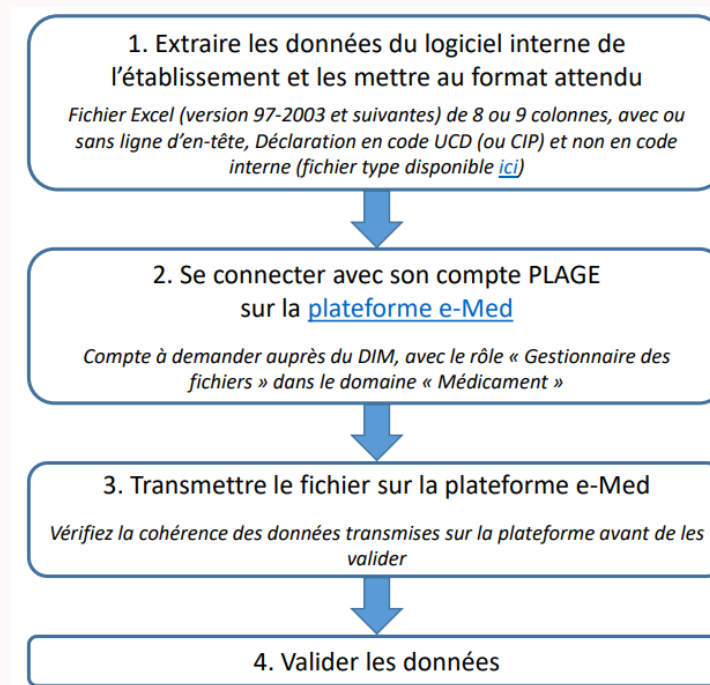 1. Extraire les données du logiciel interne de
l’établissement et les mettre au format attendu
Fichier Excel (version 97-2003 et suivantes) de 8 ou 9 colonnes, avec ou
sans ligne d’en-tête, Déclaration en code UCD (ou CIP) et non en code
interne (fichier type disponible ici)
2. Se connecter avec son compte PLAGE
sur la plateforme e-Med
Compte à demander auprès du DIM, avec le rôle « Gestionnaire des
fichiers » dans le domaine « Médicament »
3. Transmettre le fichier sur la plateforme e-Med
Vérifiez la cohérence des données transmises sur la plateforme avant de les
valider
4. Valider les données